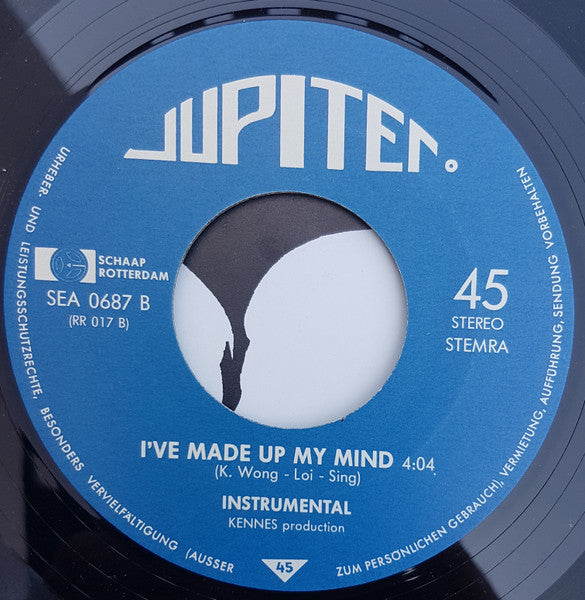 JUPITER.
SCHAAP
ROTTERDAM
SEA 0687 B
(RR 017 B)
45
STEREO
STEMRA
I'VE MADE UP MY MIND 4:04
(K. Wong - Loi - Sing)
INSTRUMENTAL
KENNES production
URHEBER- UND LEISTUNGSSCHUTZRECHTE, BESONDERS VERVIELFÄLTIGUNG (AUSSER
45
ZUM PERSÖNLICHEN GEBRAUCH), VERMIETUNG, AUFFÜHRUNG, SENDUNG VORBEHALTEN